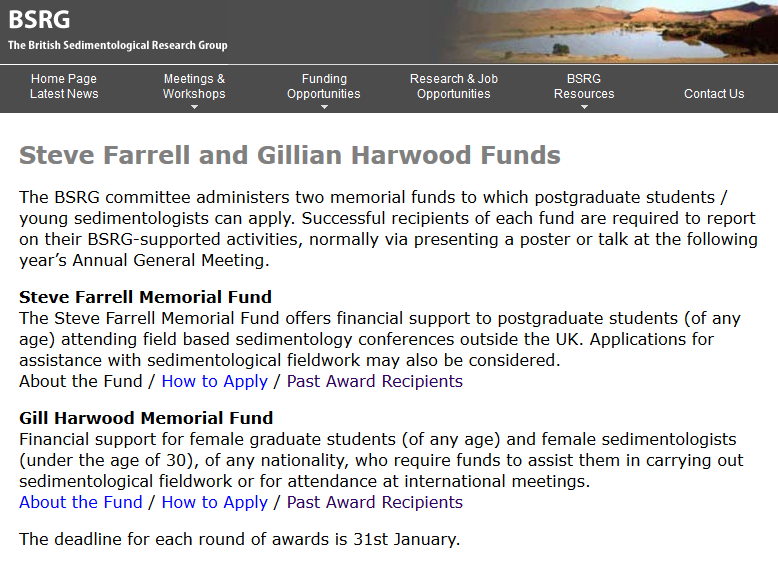 BSRG
The British Sedimentological Research Group
Home Page
Latest News
Meetings &
Workshops
Funding
Opportunities
Research & Job
Opportunities
BSRG
Resources
Contact Us
Steve Farrell and Gillian Harwood Funds
The BSRG committee administers two memorial funds to which postgraduate students /
young sedimentologists can apply. Successful recipients of each fund are required to report
on their BSRG-supported activities, normally via presenting a poster or talk at the following
year’s Annual General Meeting.
Steve Farrell Memorial Fund
The Steve Farrell Memorial Fund offers financial support to postgraduate students (of any
age) attending field based sedimentology conferences outside the UK. Applications for
assistance with sedimentological fieldwork may also be considered.
About the Fund / How to Apply / Past Award Recipients
Gill Harwood Memorial Fund
Financial support for female graduate students (of any age) and female sedimentologists
(under the age of 30), of any nationality, who require funds to assist them in carrying out
sedimentological fieldwork or for attendance at international meetings.
About the Fund / How to Apply / Past Award Recipients
The deadline for each round of awards is 31st January.